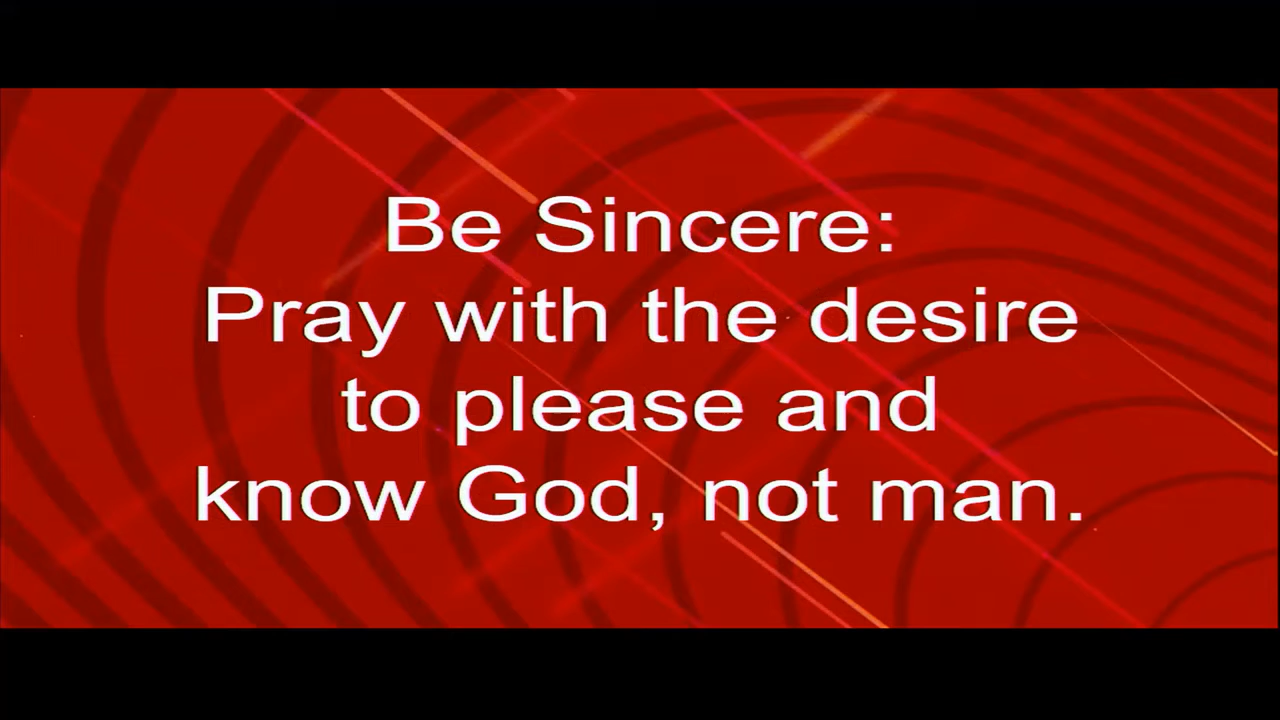 Be Sincere:
Pray with the desire
to please and
know God, not man.